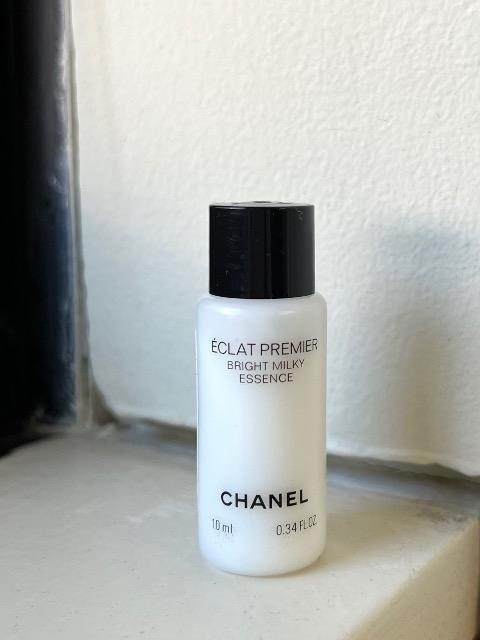 ÉCLAT PREMIER
BRIGHT MILKY
ESSENCE
CHANEL
10 ml 0.34 FL.OZ.